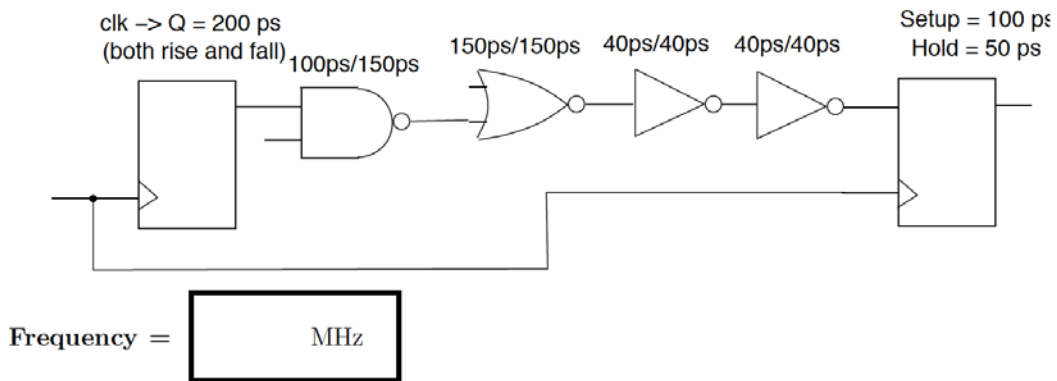 clk –> Q = 200 ps
(both rise and fall)
100ps/150ps
150ps/150ps
40ps/40ps
40ps/40ps
Setup = 100 ps
Hold = 50 ps
Frequency =
MHz